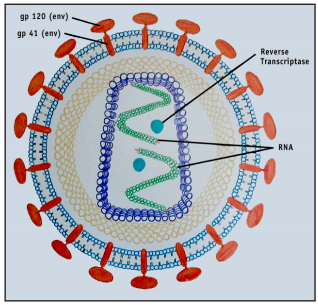 gp 120 (env)
gp 41 (env)
Reverse
Transcriptase
RNA